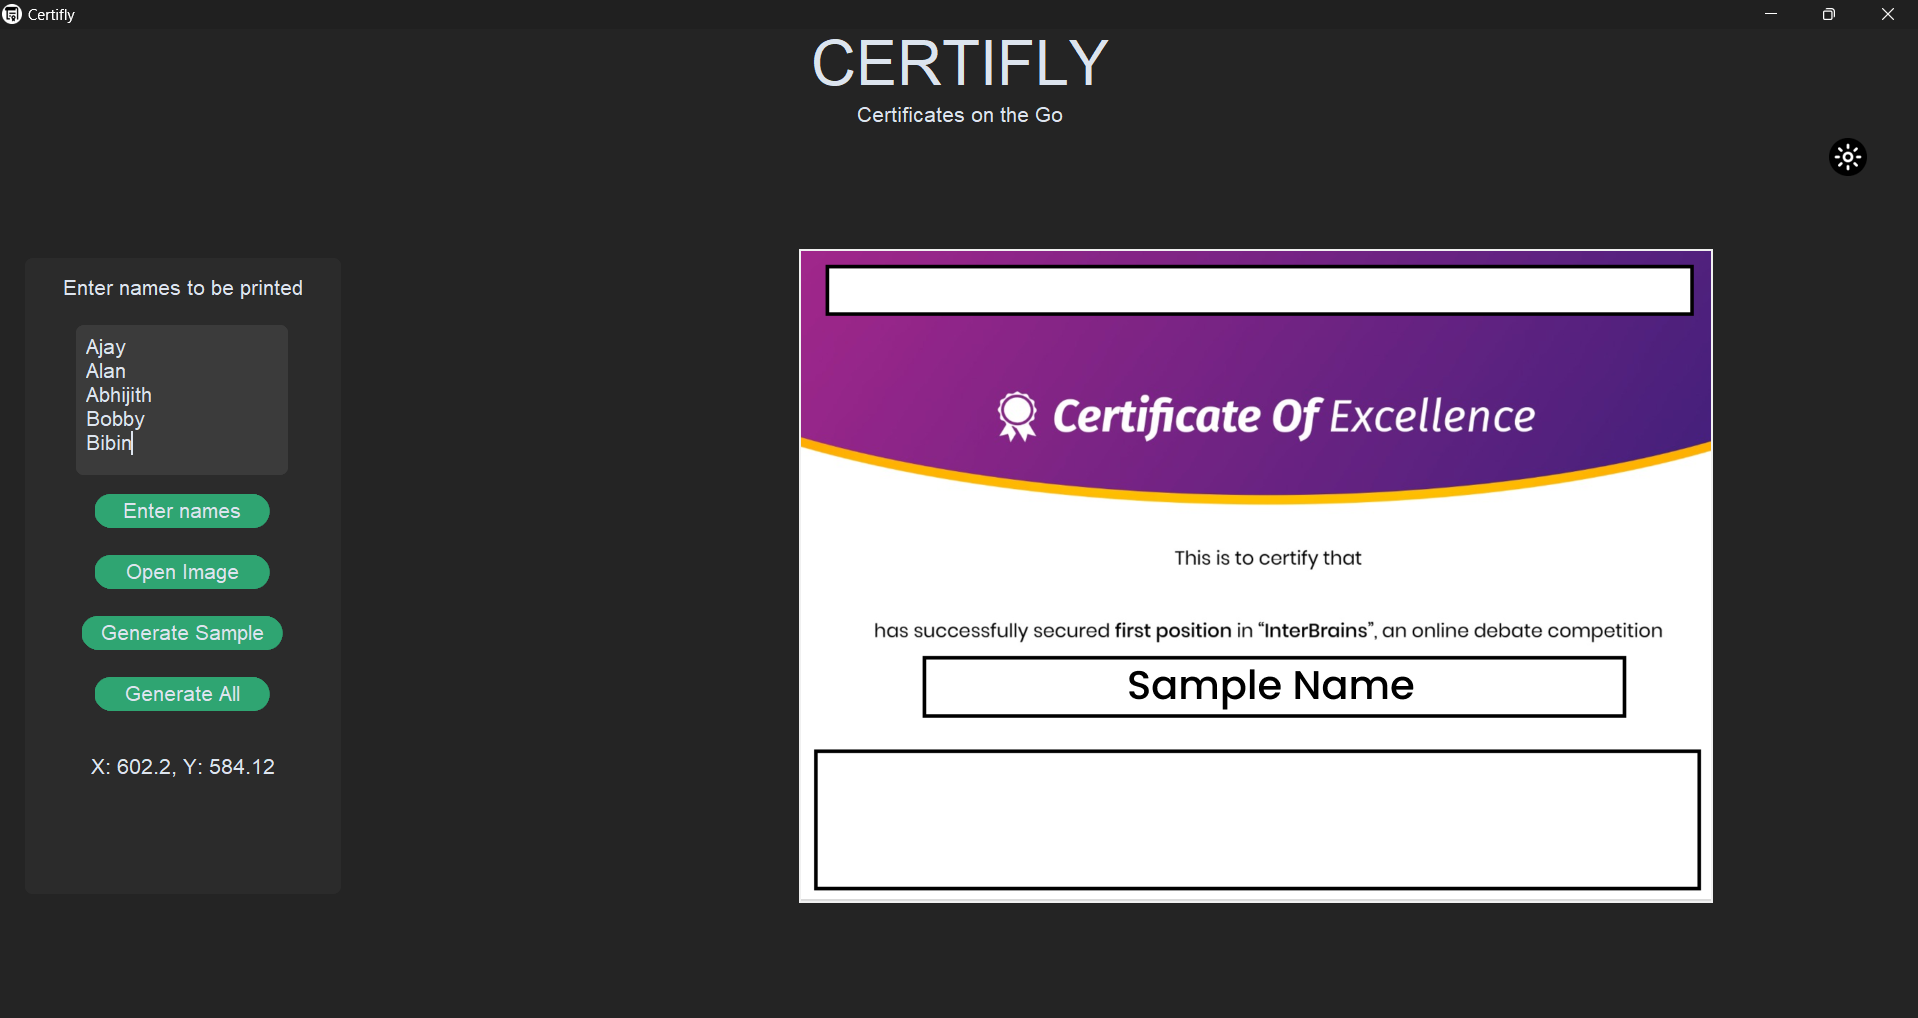 Certifly
CERTIFLY
Certificates on the Go
Enter names to be printed
Ajay
Alan
Abhijith
Bobby
Bibin
Enter names
Open Image
Generate Sample
Generate All
X: 602.2, Y: 584.12
Certificate Of Excellence
This is to certify that
has successfully secured first position in “InterBrains”, an online debate competition
Sample Name